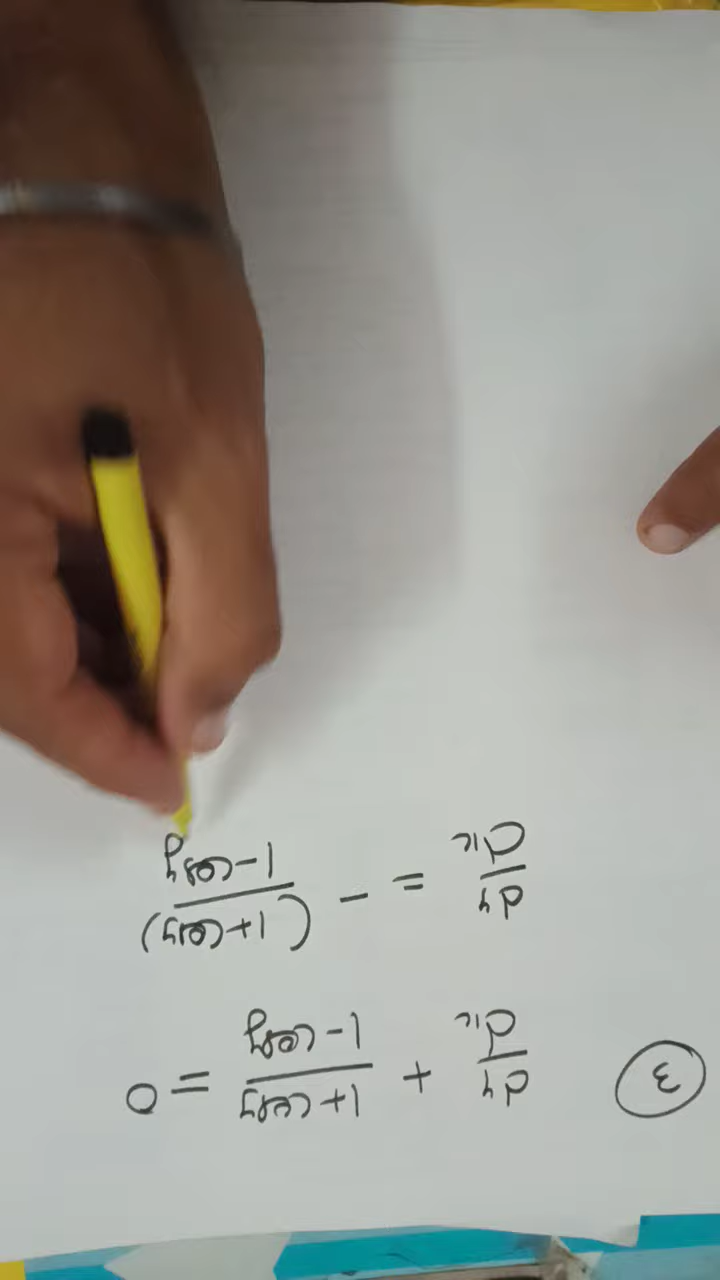 ③ dy/dx + 1+cosy/1-cosy = 0
dy/dx = - (1+cosy)/1-cosy